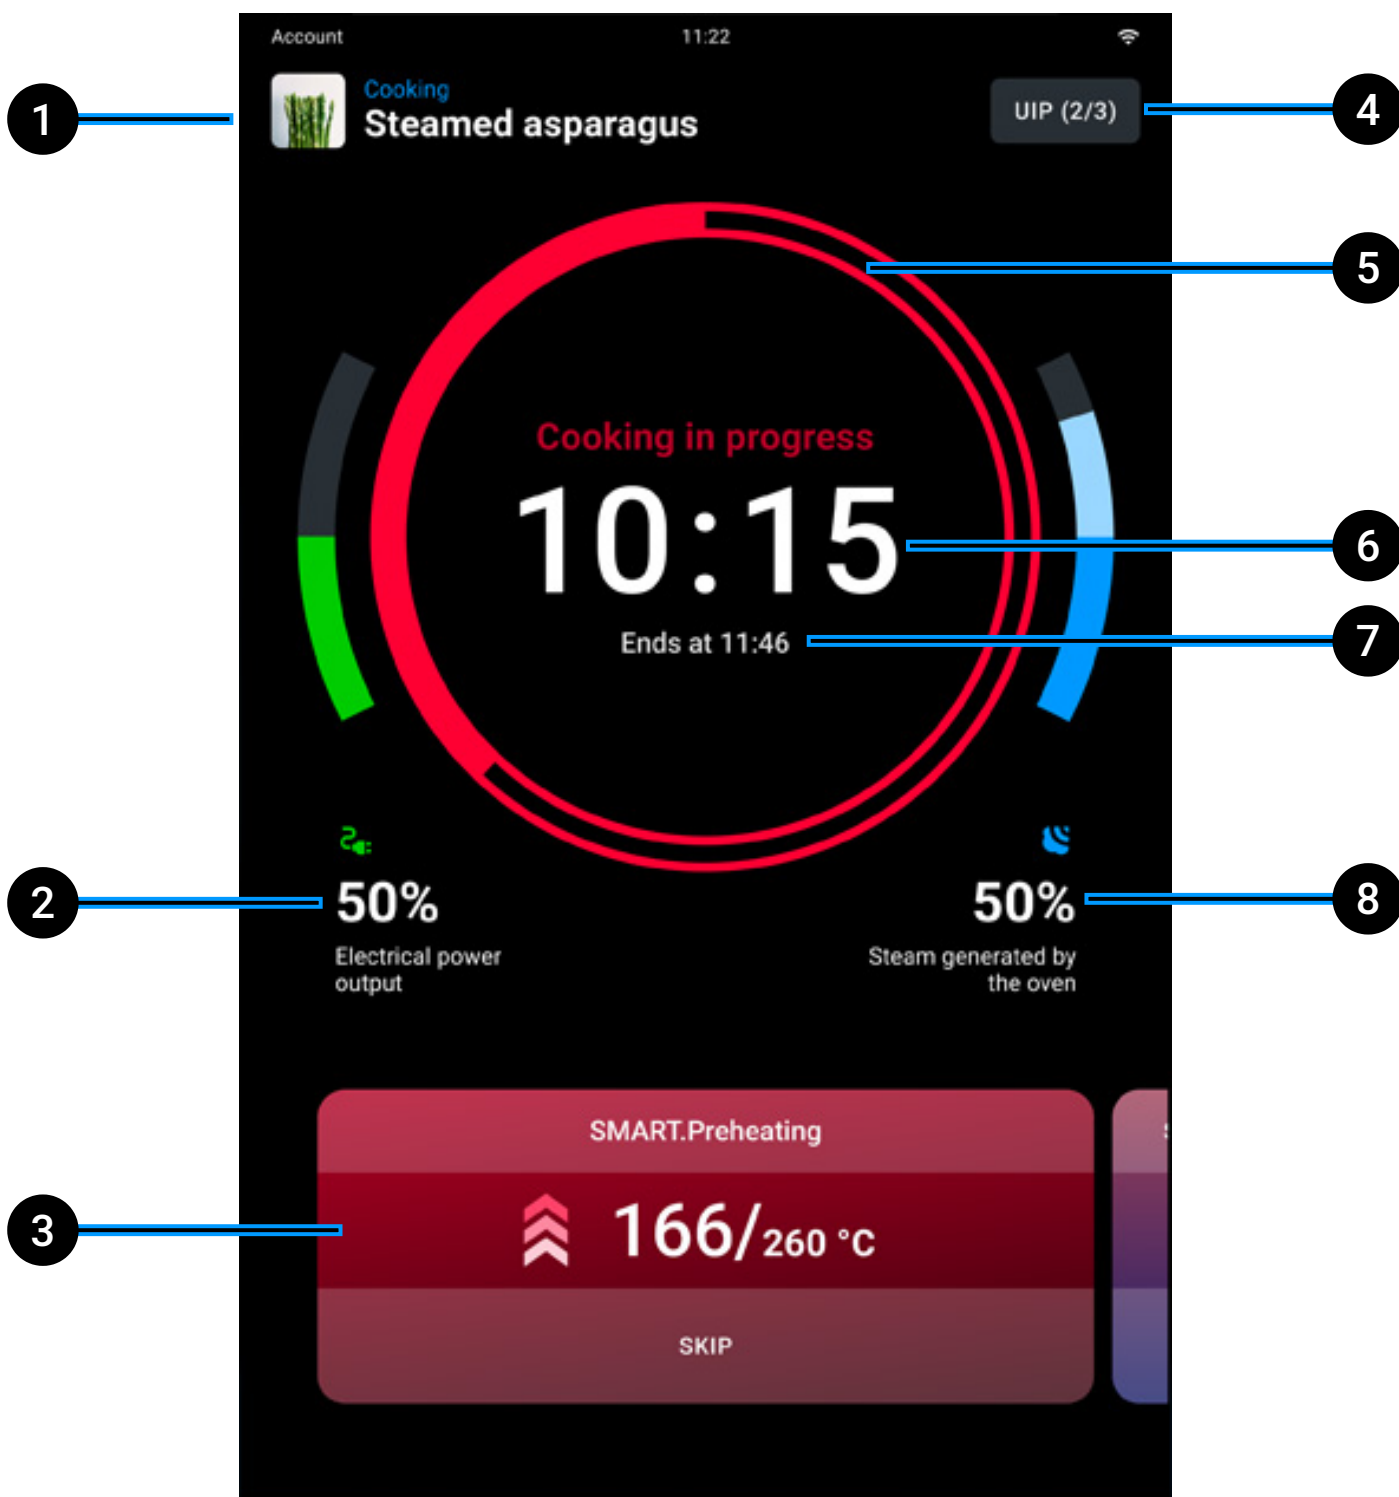 Account
11:22
1
Cooking
Steamed asparagus
UIP (2/3)
4
5
Cooking in progress
10:15
6
Ends at 11:46
7
2
50%
Electrical power
output
50%
8
Steam generated by
the oven
SMART.Preheating
3
166/260 °C
SKIP